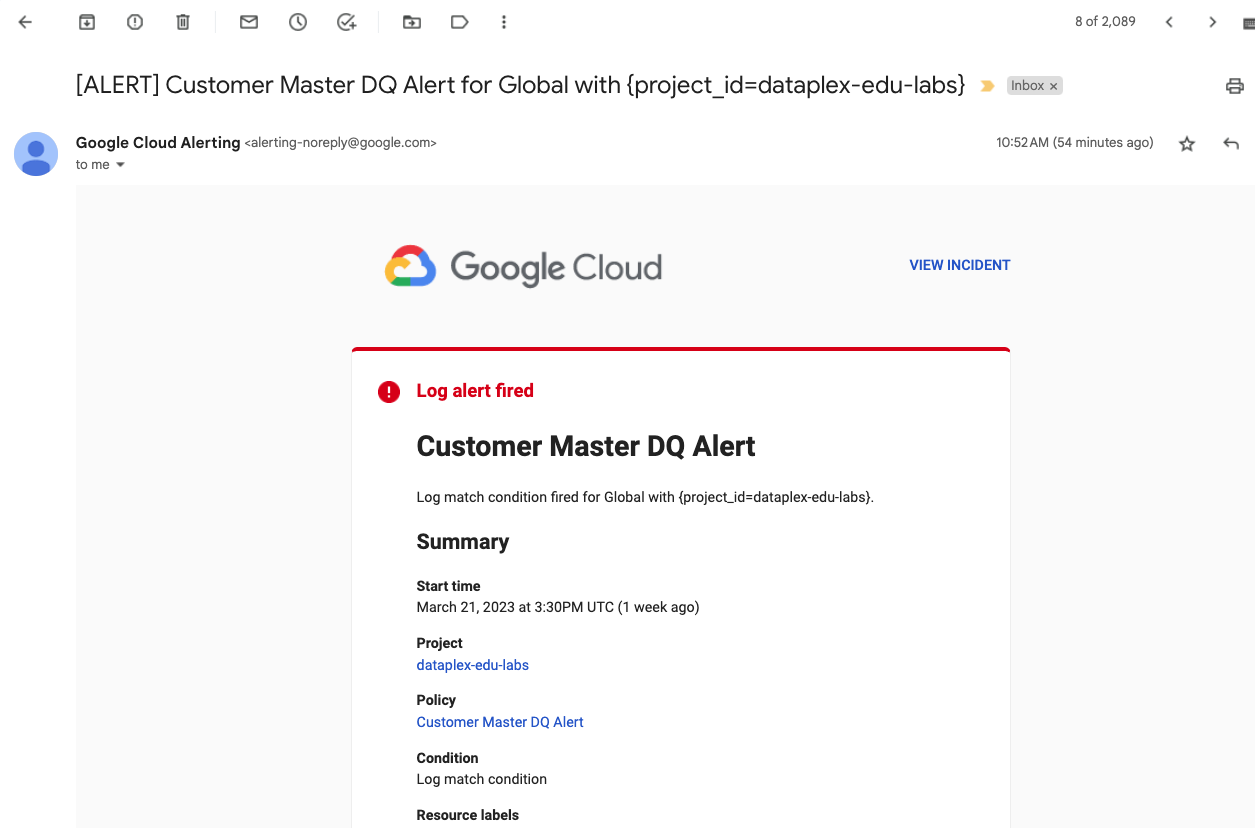 8 of 2,089
[ALERT] Customer Master DQ Alert for Global with {project_id=dataplex-edu-labs}
Inbox ×
Google Cloud Alerting <alerting-noreply@google.com>
10:52 AM (54 minutes ago)
to me
Google Cloud
VIEW INCIDENT
Log alert fired
Customer Master DQ Alert
Log match condition fired for Global with {project_id=dataplex-edu-labs}.
Summary
Start time
March 21, 2023 at 3:30PM UTC (1 week ago)
Project
dataplex-edu-labs
Policy
Customer Master DQ Alert
Condition
Log match condition
Resource labels